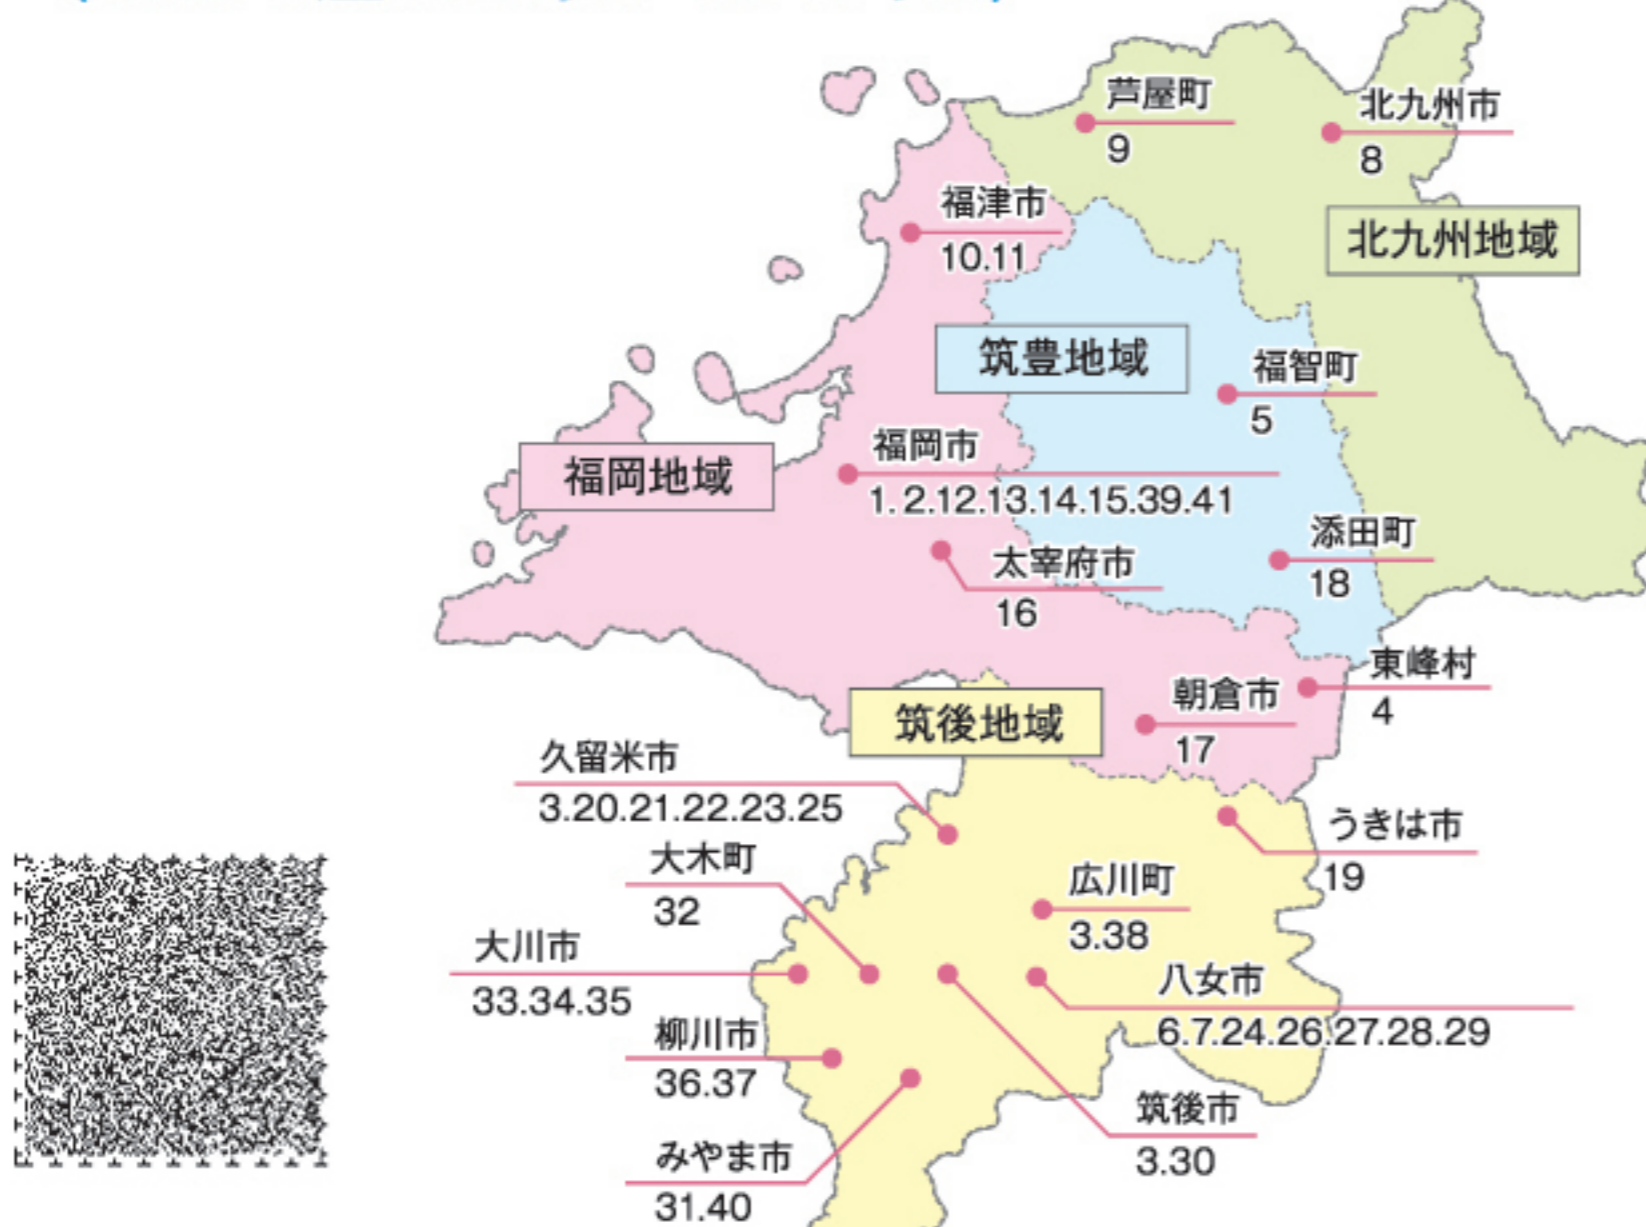 芦屋町
9
北九州市
8
福津市
10.11
北九州地域
筑豊地域
福智町
5
福岡市
1.2.12.13.14.15.39.41
福岡地域
添田町
18
太宰府市
16
東峰村
4
朝倉市
17
筑後地域
久留米市
3.20.21.22.23.25
うきは市
19
大木町
32
広川町
3.38
大川市
33.34.35
八女市
6.7.24.26.27.28.29
柳川市
36.37
筑後市
3.30
みやま市
31.40